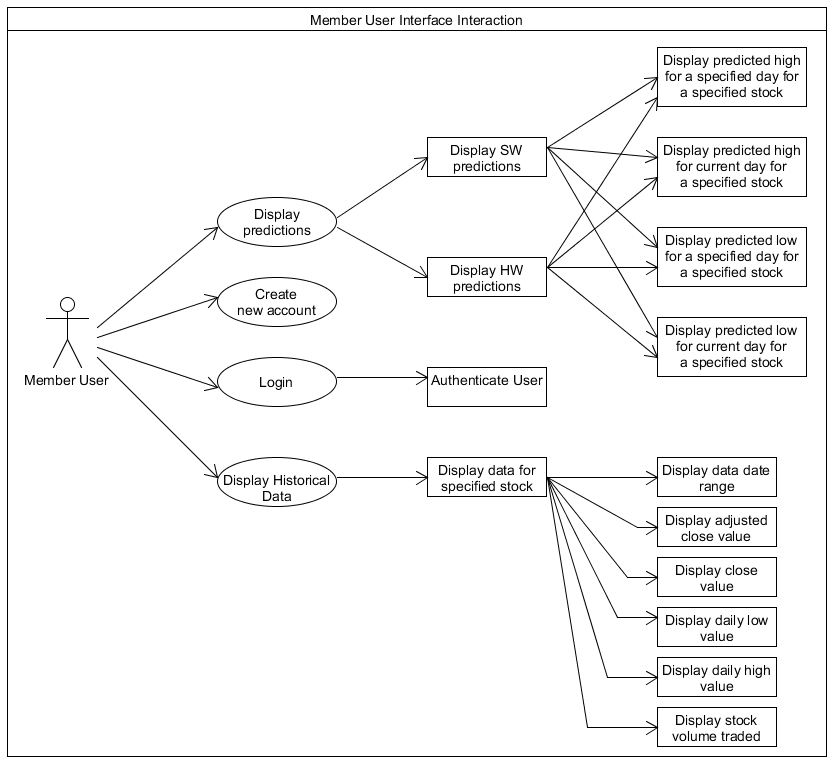 Member User Interface Interaction
Display predicted high
for a specified day for
a specified stock
Display SW
predictions
Display predicted high
for current day for
a specified stock
Display
predictions
Display predicted low
for a specified day for
a specified stock
Display HW
predictions
Create
new account
Display predicted low
for current day for
a specified stock
Member User
Login
Authenticate User
Display Historical
Data
Display data for
specified stock
Display data date
range
Display adjusted
close value
Display close
value
Display daily low
value
Display daily high
value
Display stock
volume traded